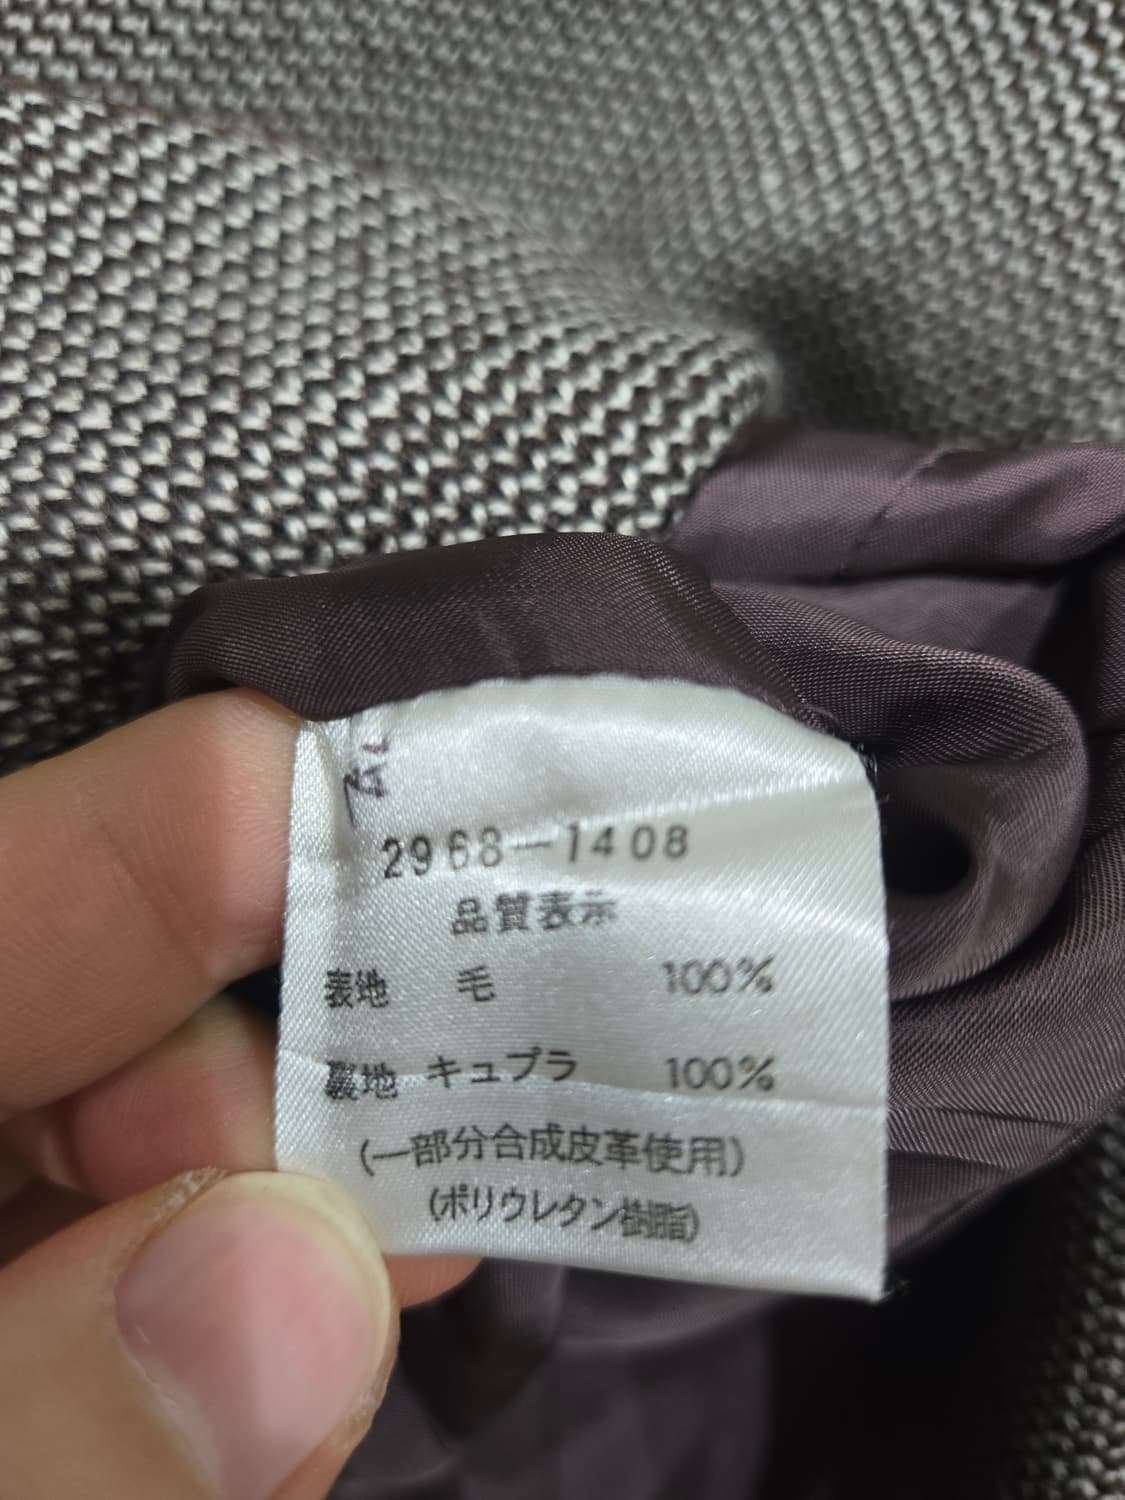 2968-1408
品質表示
表地 毛 100%
裏地 キュプラ 100%
(一部分合成皮革使用)
(ポリウレタン樹脂)